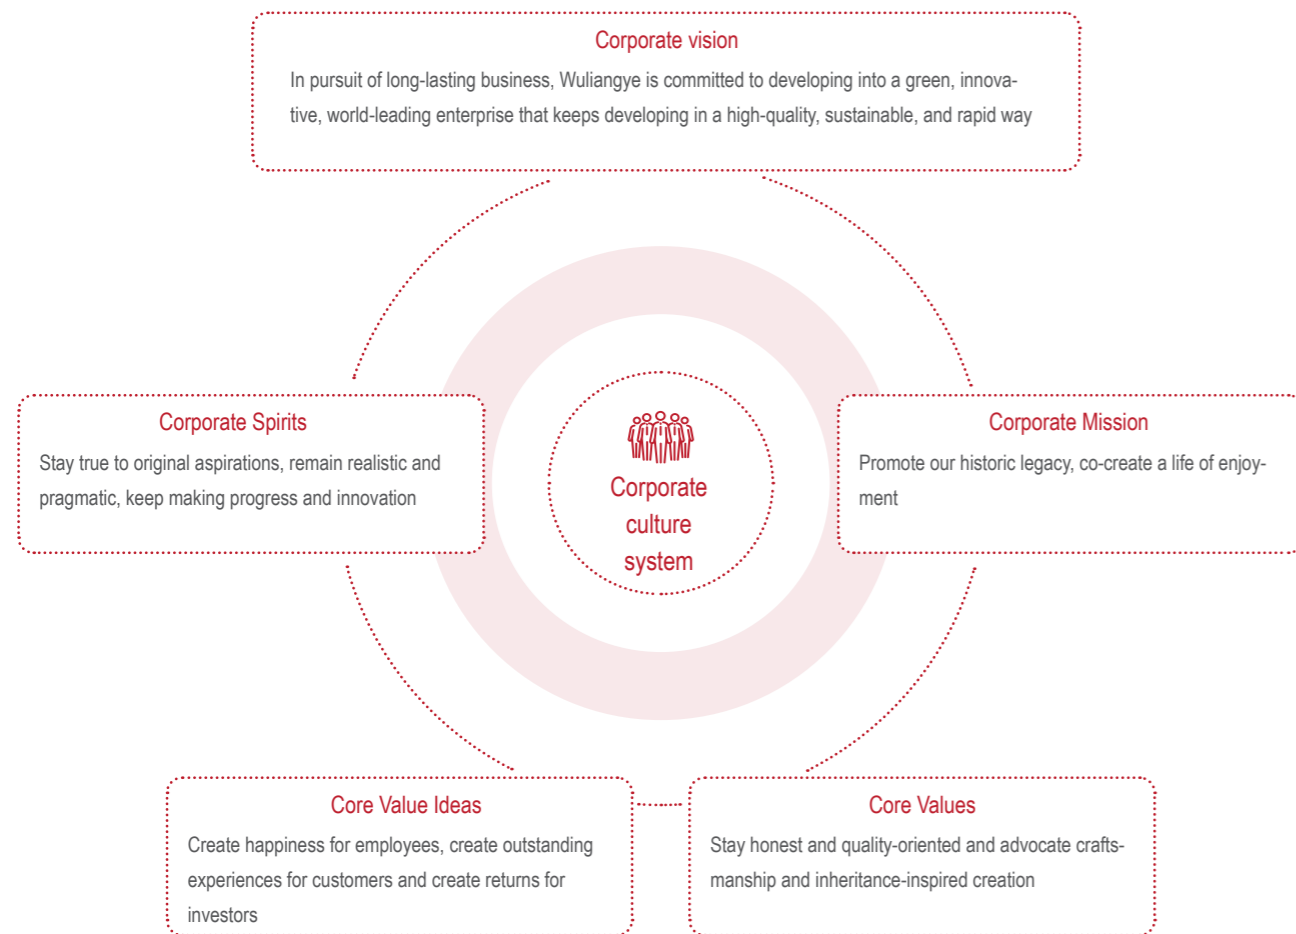 Corporate vision
In pursuit of long-lasting business, Wuliangye is committed to developing into a green, innova-
tive, world-leading enterprise that keeps developing in a high-quality, sustainable, and rapid way
Corporate Spirits
Stay true to original aspirations, remain realistic and
pragmatic, keep making progress and innovation
Corporate
culture
system
Corporate Mission
Promote our historic legacy, co-create a life of enjoy-
ment
Core Value Ideas
Create happiness for employees, create outstanding
experiences for customers and create returns for
investors
Core Values
Stay honest and quality-oriented and advocate crafts-
manship and inheritance-inspired creation